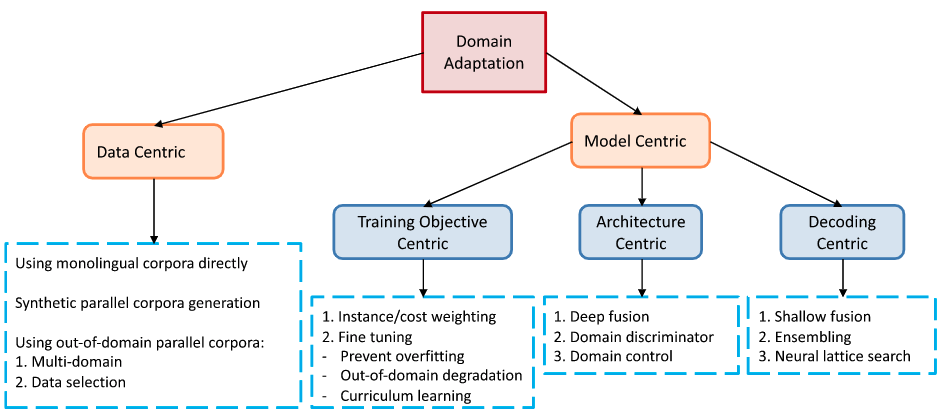 Domain
Adaptation
Data Centric
Model Centric
Training Objective
Centric
Architecture
Centric
Decoding
Centric
Using monolingual corpora directly
Synthetic parallel corpora generation
Using out-of-domain parallel corpora:
1. Multi-domain
2. Data selection
1. Instance/cost weighting
2. Fine tuning
- Prevent overfitting
- Out-of-domain degradation
- Curriculum learning
1. Deep fusion
2. Domain discriminator
3. Domain control
1. Shallow fusion
2. Ensembling
3. Neural lattice search